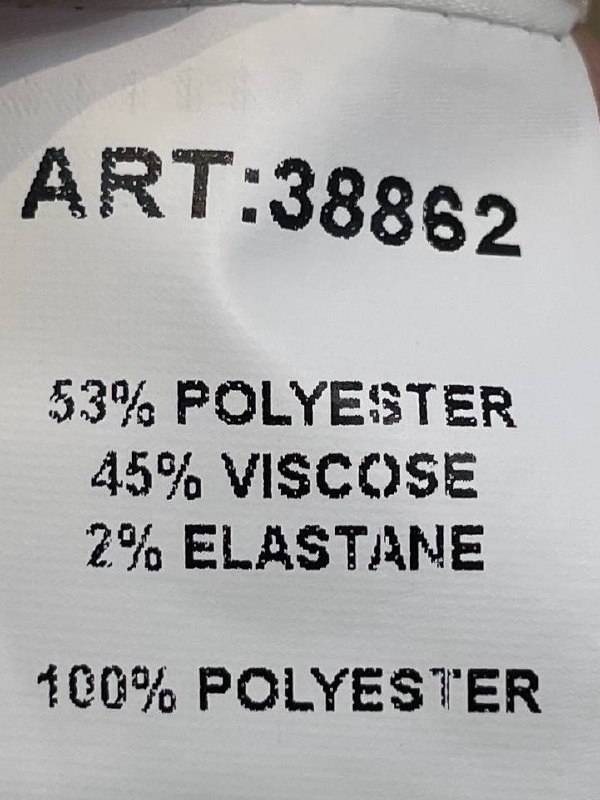 ART:38862
53% POLYESTER
45% VISCOSE
2% ELASTANE
100% POLYESTER